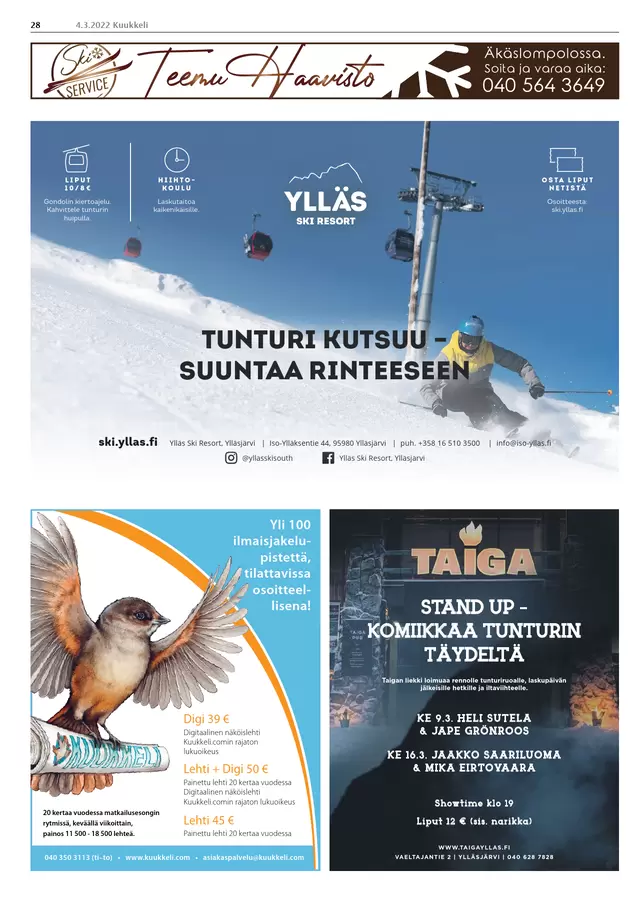 28
4.3.2022 Kuukkeli
Ski
SERVICE
Teemu Haavisto
Äkäslompolossa.
Soita ja varaa aika:
040 564 3649
LIPUT
10/8€
Gondolin kiertoajelu.
Kahvittele tunturin
huipulla.
HIIHTO-
KOULU
Laskutaitoa
kaikenikäisille.
YLLÄS
SKI RESORT
OSTA LIPUT
NETISTÄ
Osoitteesta
ski.yllas.fi
TUNTURI KUTSUU –
SUUNTAA RINTEESEEN
ski.yllas.fi Ylläs Ski Resort, Ylläsjärvi | Iso-Ylläksentie 44, 95980 Ylläsjärvi | puh. +358 16 510 3500 | info@iso-yllas.fi
@yllasskisouth Ylläs Ski Resort, Yllasjarvi
Yli 100
ilmaisjakelu-
pistettä,
tilattavissa
osoitteel-
lisena!
KUUKKELI
Digi 39 €
Digitaalinen näköislehti
Kuukkeli.comin rajaton
lukuoikeus
Lehti + Digi 50 €
Painettu lehti 20 kertaa vuodessa
Digitaalinen näköislehti
Kuukkeli.comin rajaton lukuoikeus
Lehti 45 €
Painettu lehti 20 kertaa vuodessa
20 kertaa vuodessa matkailusesongin
rytmissä, keväällä viikoittain,
painos 11 500 - 18 500 lehteä.
040 350 3113 (ti–to) • www.kuukkeli.com • asiakaspalvelu@kuukkeli.com
TAIGA
STAND UP –
KOMIIKKAA TUNTURIN
TÄYDELTÄ
Taigan liekki loimuaa rennolle tunturiruoalle, laskupäivän
jälkeisille hetkille ja iltaviihteelle.
KE 9.3. HELI SUTELA
& JAPE GRÖNROOS
KE 16.3. JAAKKO SAARILUOMA
& MIKA EIRTOVAARA
Showtime klo 19
Liput 12 € (sis. narikka)
WWW.TAIGAYLLAS.FI
VAELTAJANTIE 2 | YLLÄSJÄRVI | 040 628 7828